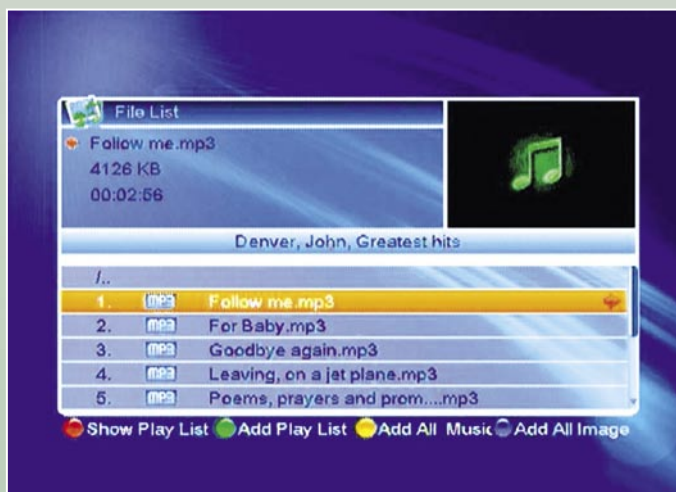 File List
Follow me.mp3
4126 KB
00:02:56
Denver, John, Greatest hits
/..
1. MP3 Follow me.mp3
2. MP3 For Baby.mp3
3. MP3 Goodbye again.mp3
4. MP3 Leaving, on a jet plane.mp3
5. MP3 Poems, prayers and prom....mp3
Show Play List Add Play List Add All Music Add All Image